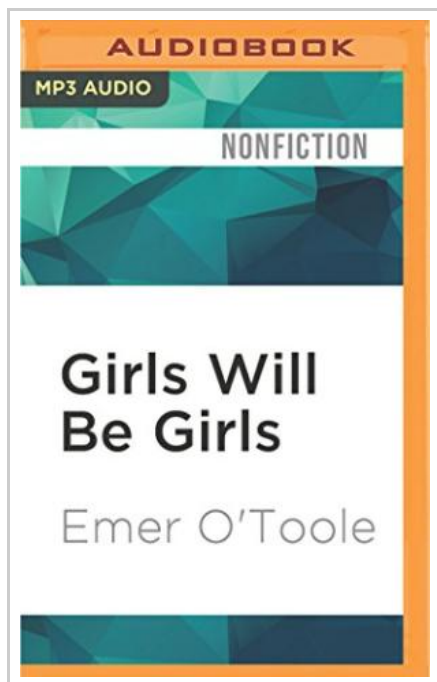 AUDIOBOOK
MP3 AUDIO
NONFICTION
Girls Will
Be Girls
Emer O'Toole